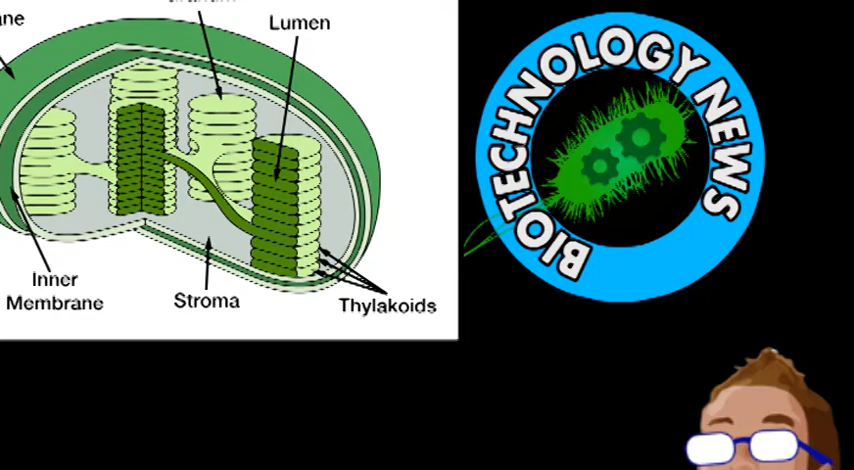 Lumen
Inner
Membrane
Stroma
Thylakoids
BIOTECHNOLOGY NEWS